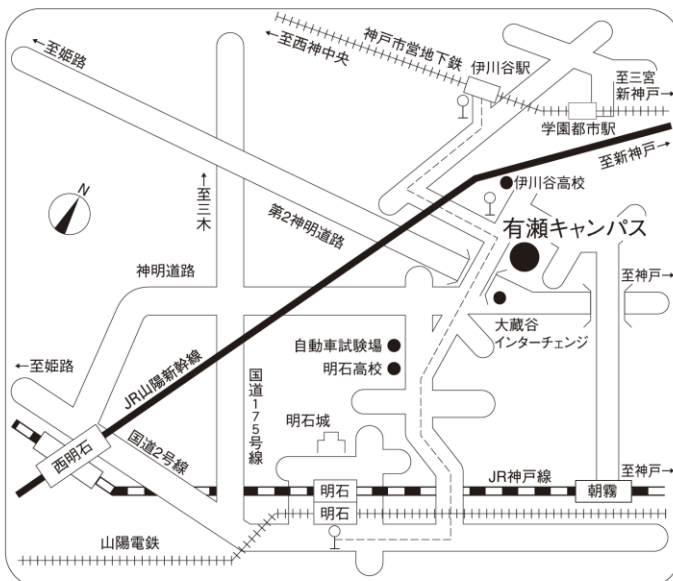 ←至姫路
←至西神中央
神戸市営地下鉄
伊川谷駅
至三宮
新神戸→
学園都市駅
至新神戸→
伊川谷高校
N
←至三木
第2神明道路
有瀬キャンパス
神明道路
至神戸→
大蔵谷
インターチェンジ
自動車試験場
明石高校
←至姫路
JR山陽新幹線
国道175号線
明石城
西明石
国道2号線
JR神戸線
至神戸→
明石
朝霧
明石
山陽電鉄